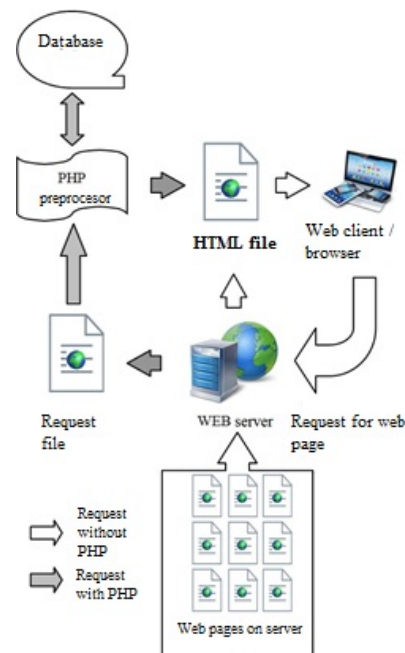 Database
PHP
preprocesor
HTML file
Web client /
browser
Request
file
WEB server
Request for web
page
Request
without
PHP
Request
with PHP
Web pages on server